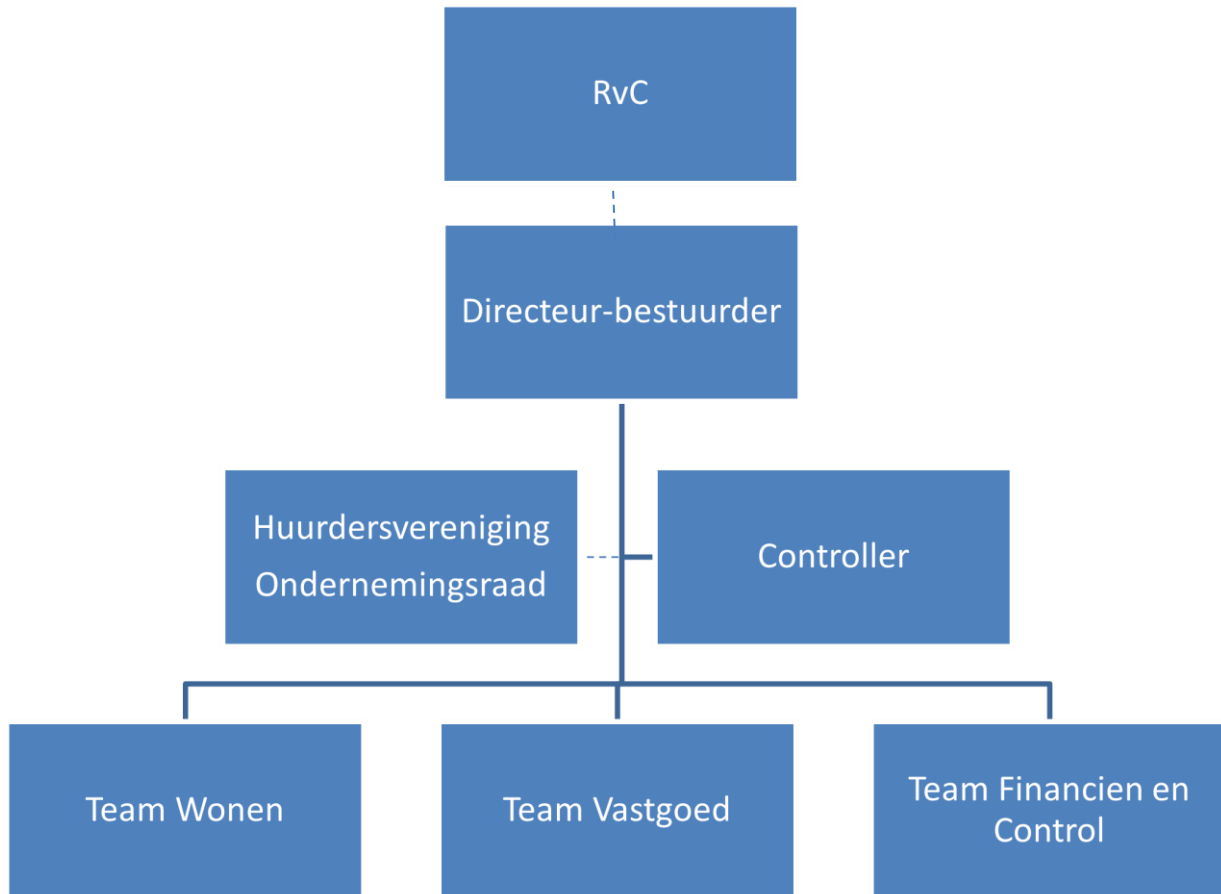 RvC
Directeur-bestuurder
Huurdersvereniging
Ondernemingsraad
Controller
Team Wonen
Team Vastgoed
Team Financien en
Control